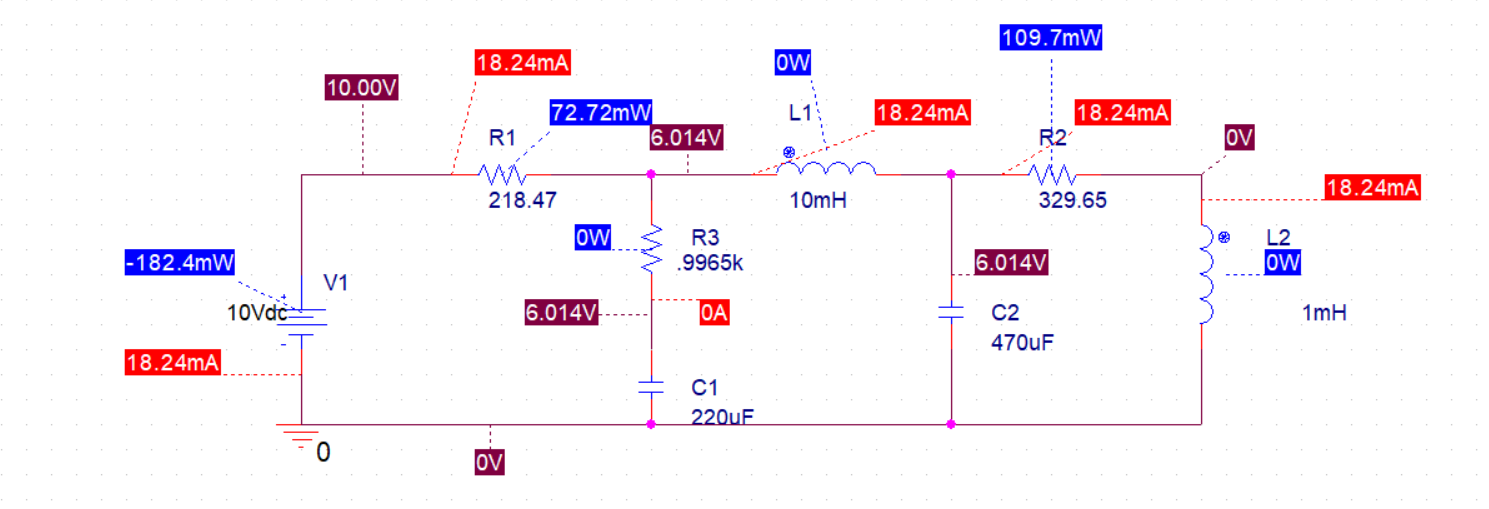 109.7mW
18.24mA
0W
10.00V
L1
72.72mW
18.24mA
18.24mA
R1
6.014V
R2
0V
218.47
10mH
329.65
18.24mA
0W
R3
L2
-182.4mW
.9965k
6.014V
0W
V1
10Vdc
6.014V
0A
C2
1mH
470uF
18.24mA
C1
220uF
0
0V